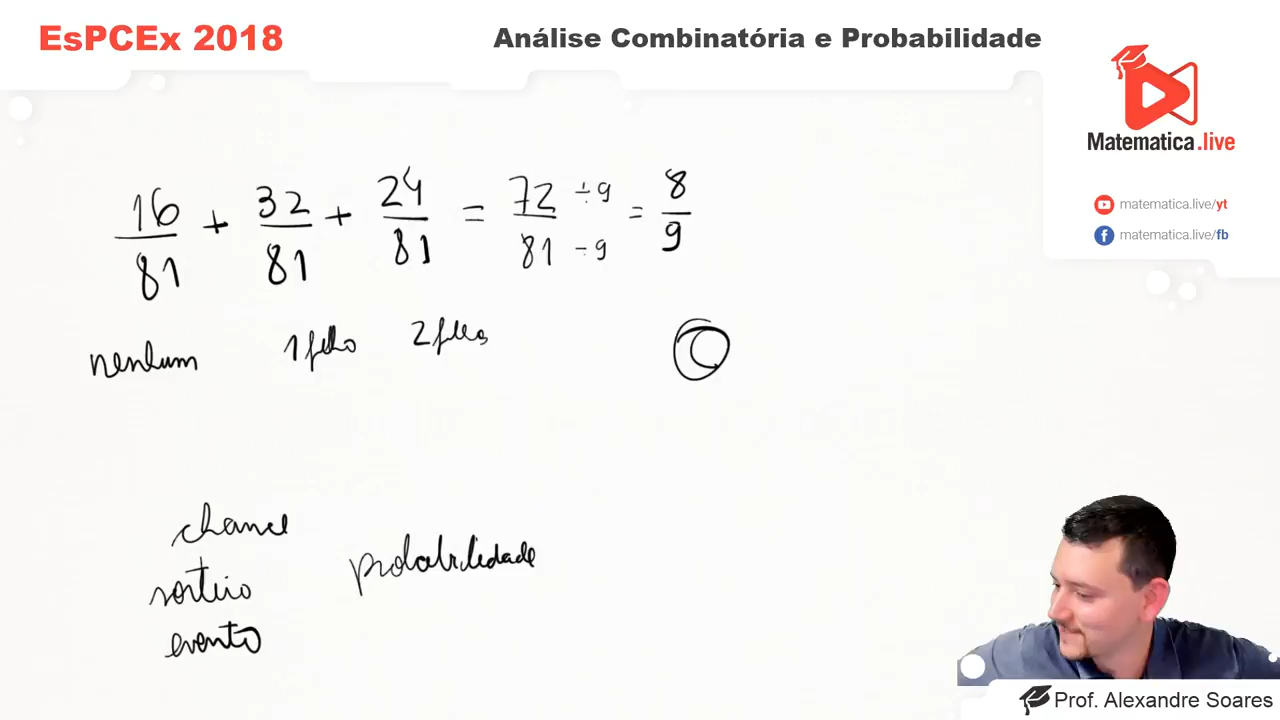 EsPCEx 2018
Análise Combinatória e Probabilidade
Matematica.live
matematica.live/yt
matematica.live/fb
16/81 + 32/81 + 24/81 = 72/81 ÷9 ÷9 = 8/9
nenhum 1 filho 2 filhos
C
chance
sorteio
probabilidade
evento
Prof. Alexandre Soares